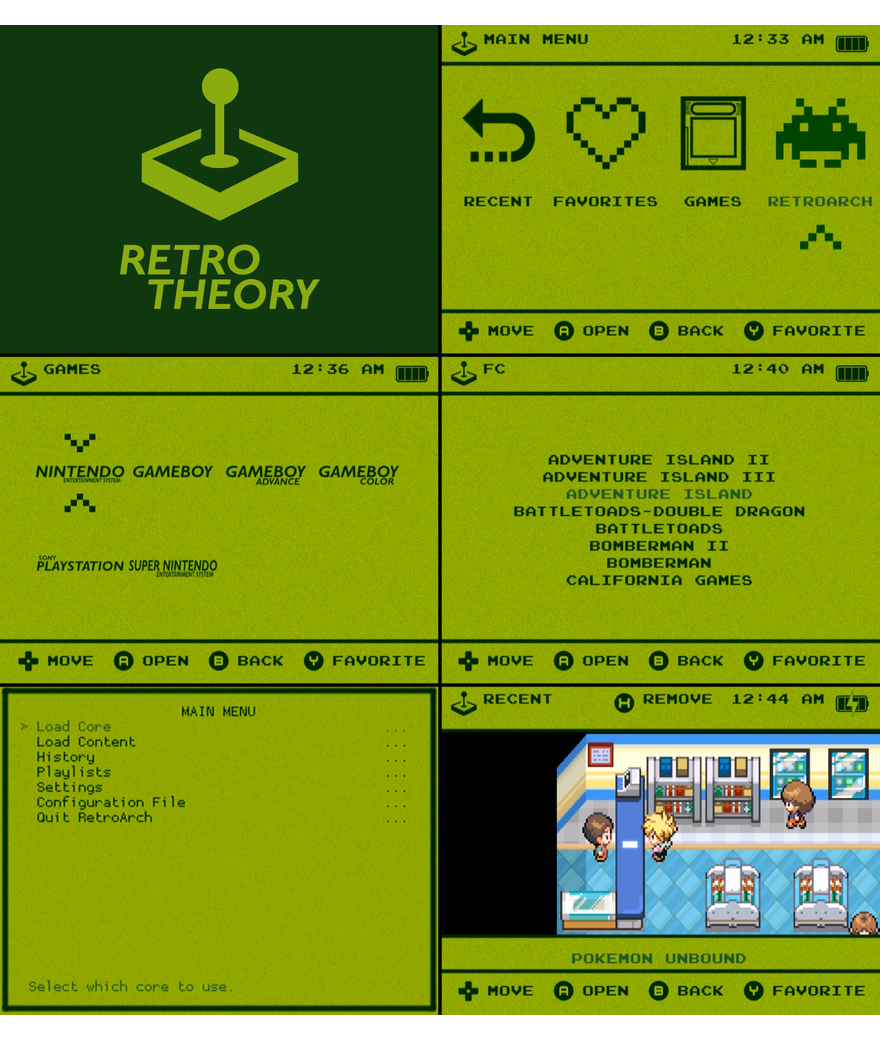 RETRO
THEORY
MAIN MENU 12:33 AM
RECENT FAVORITES GAMES RETROARCH
MOVE A OPEN B BACK Y FAVORITE
GAMES 12:36 AM
NINTENDO GAMEBOY GAMEBOY GAMEBOY
ENTERTAINMENT SYSTEM ADVANCE COLOR
SONY
PLAYSTATION SUPER NINTENDO
ENTERTAINMENT SYSTEM
MOVE A OPEN B BACK Y FAVORITE
FC 12:40 AM
ADVENTURE ISLAND II
ADVENTURE ISLAND III
ADVENTURE ISLAND
BATTLETOADS-DOUBLE DRAGON
BATTLETOADS
BOMBERMAN II
BOMBERMAN
CALIFORNIA GAMES
MOVE A OPEN B BACK Y FAVORITE
MAIN MENU
> Load Core ...
Load Content ...
History ...
Playlists ...
Settings ...
Configuration File ...
Quit RetroArch ...
Select which core to use.
RECENT M REMOVE 12:44 AM
POKEMON UNBOUND
MOVE A OPEN B BACK Y FAVORITE